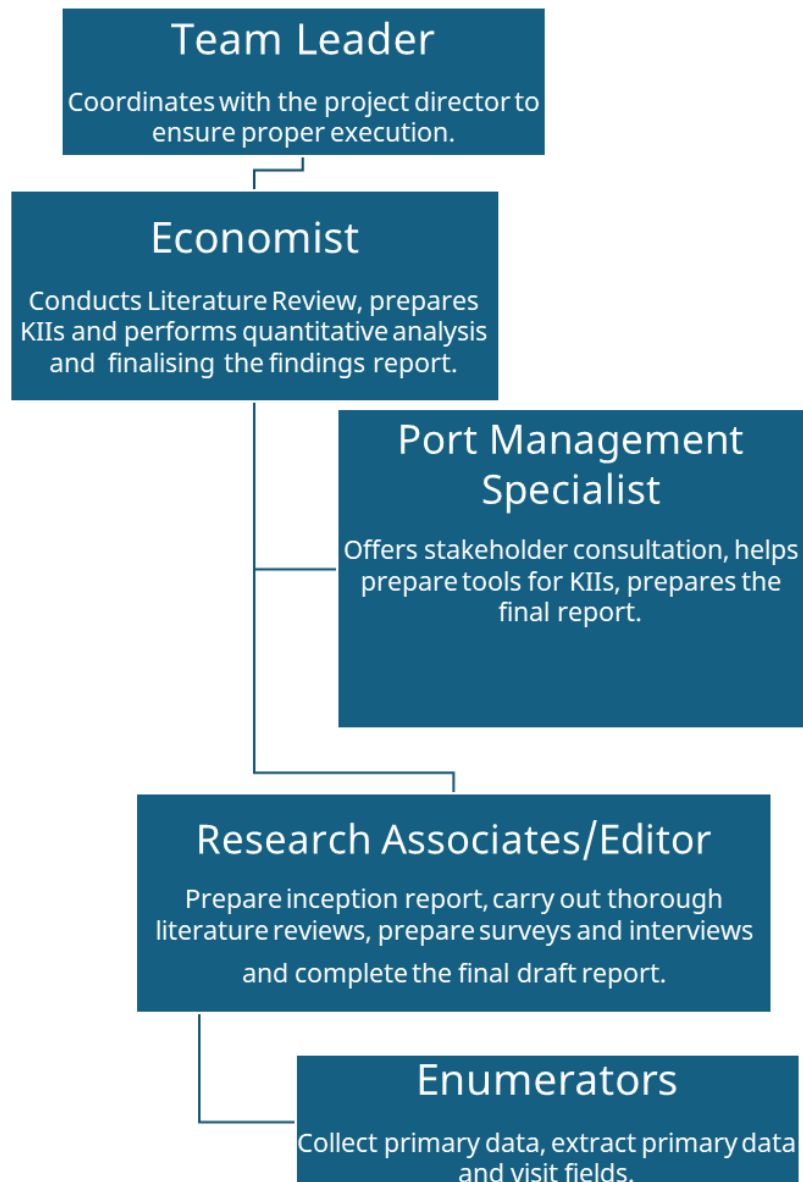 Team Leader
Coordinates with the project director to
ensure proper execution.
Economist
Conducts Literature Review, prepares
KIIs and performs quantitative analysis
and finalising the findings report.
Port Management
Specialist
Offers stakeholder consultation, helps
prepare tools for KIIs, prepares the
final report.
Research Associates/Editor
Prepare inception report, carry out thorough
literature reviews, prepare surveys and interviews
and complete the final draft report.
Enumerators
Collect primary data, extract primary data
and visit fields.